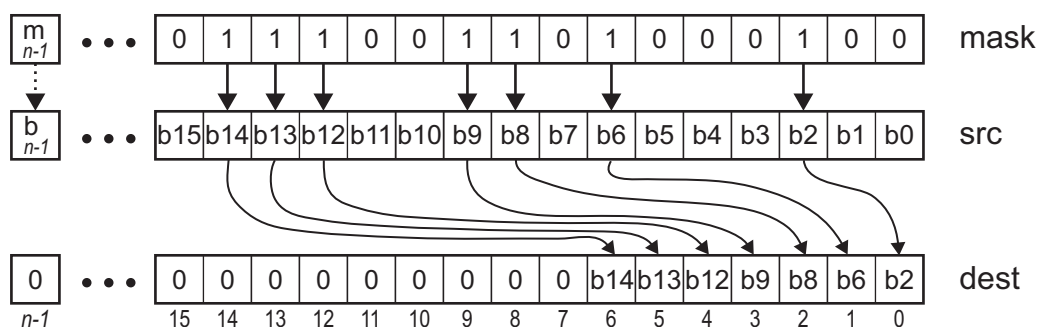 m n-1 • • • 0 1 1 1 0 0 1 1 0 1 0 0 0 1 0 0 mask
b n-1 • • • b15 b14 b13 b12 b11 b10 b9 b8 b7 b6 b5 b4 b3 b2 b1 b0 src
0 • • • 0 0 0 0 0 0 0 0 0 b14 b13 b12 b9 b8 b6 b2 dest
n-1 15 14 13 12 11 10 9 8 7 6 5 4 3 2 1 0